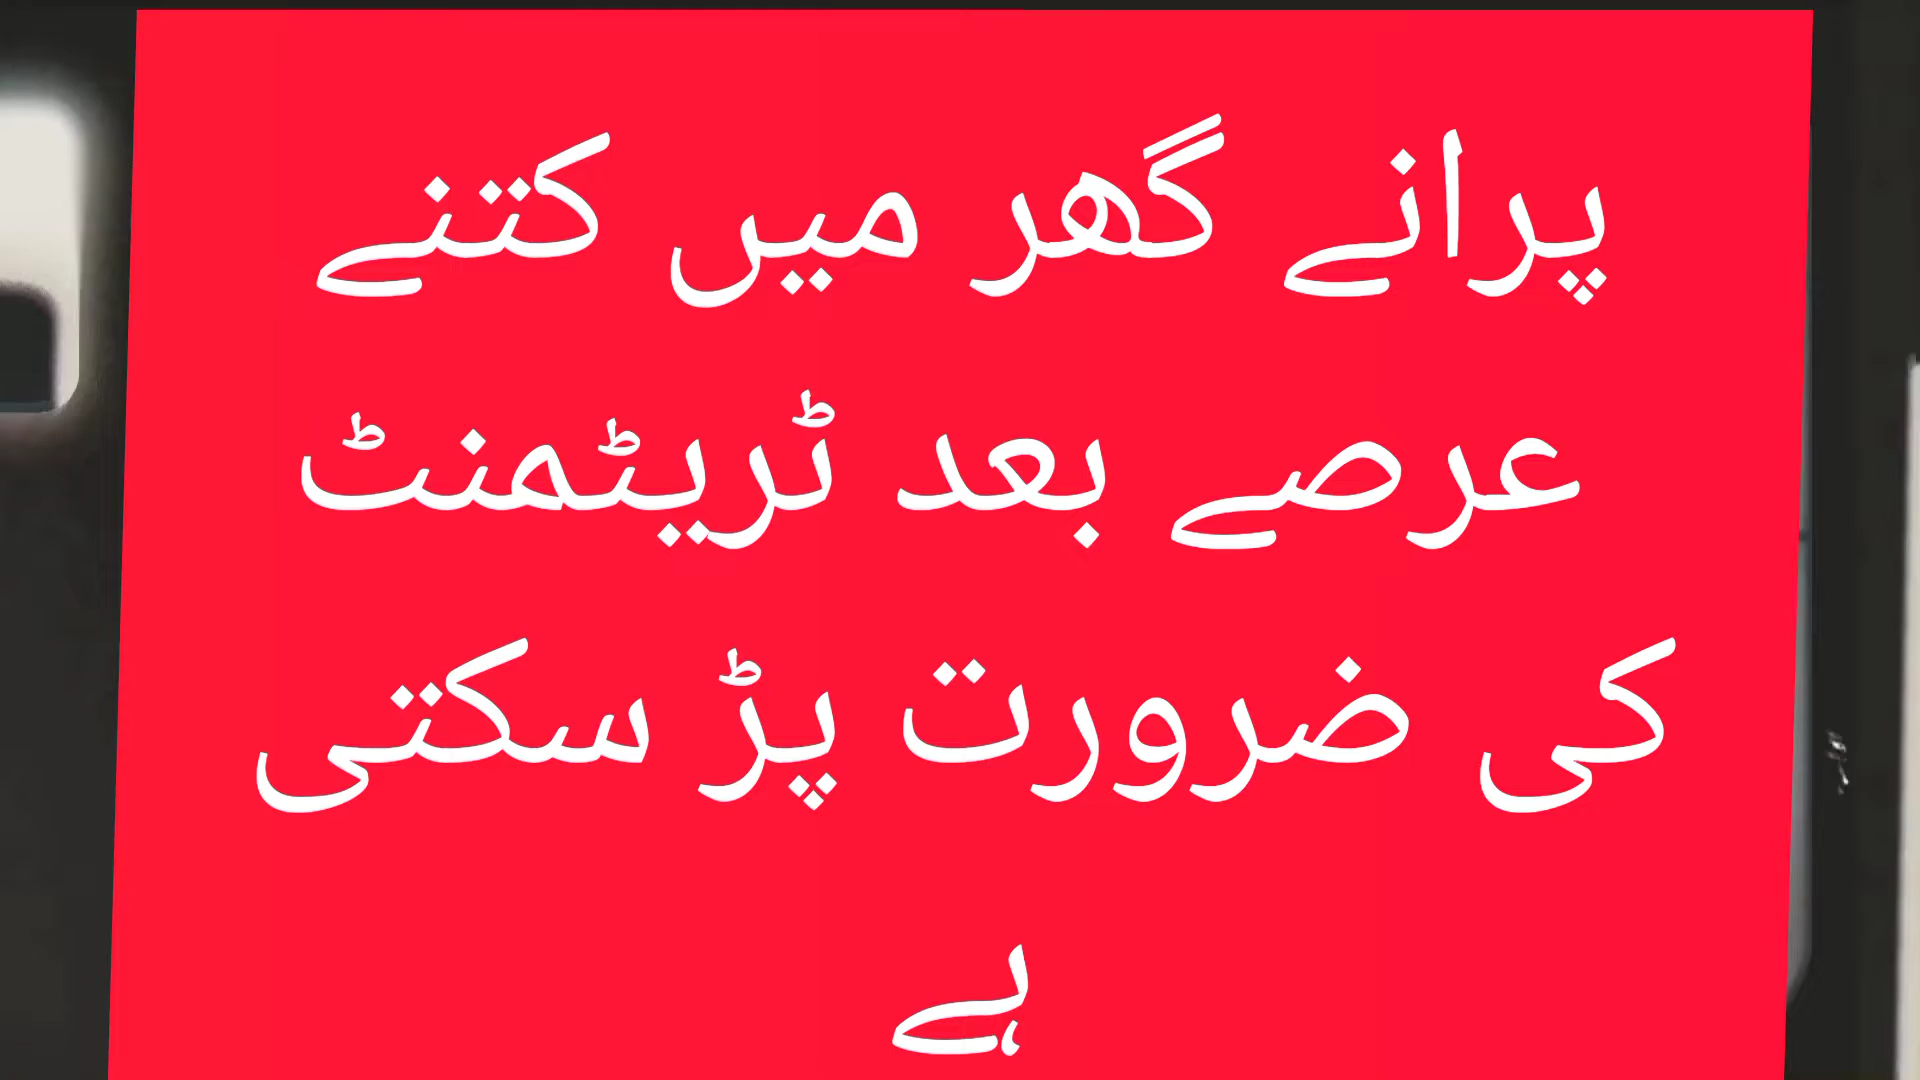 پرانے گھر میں کتنے
عرصے بعد ٹریٹمنٹ
کی ضرورت پڑ سکتی
ہے